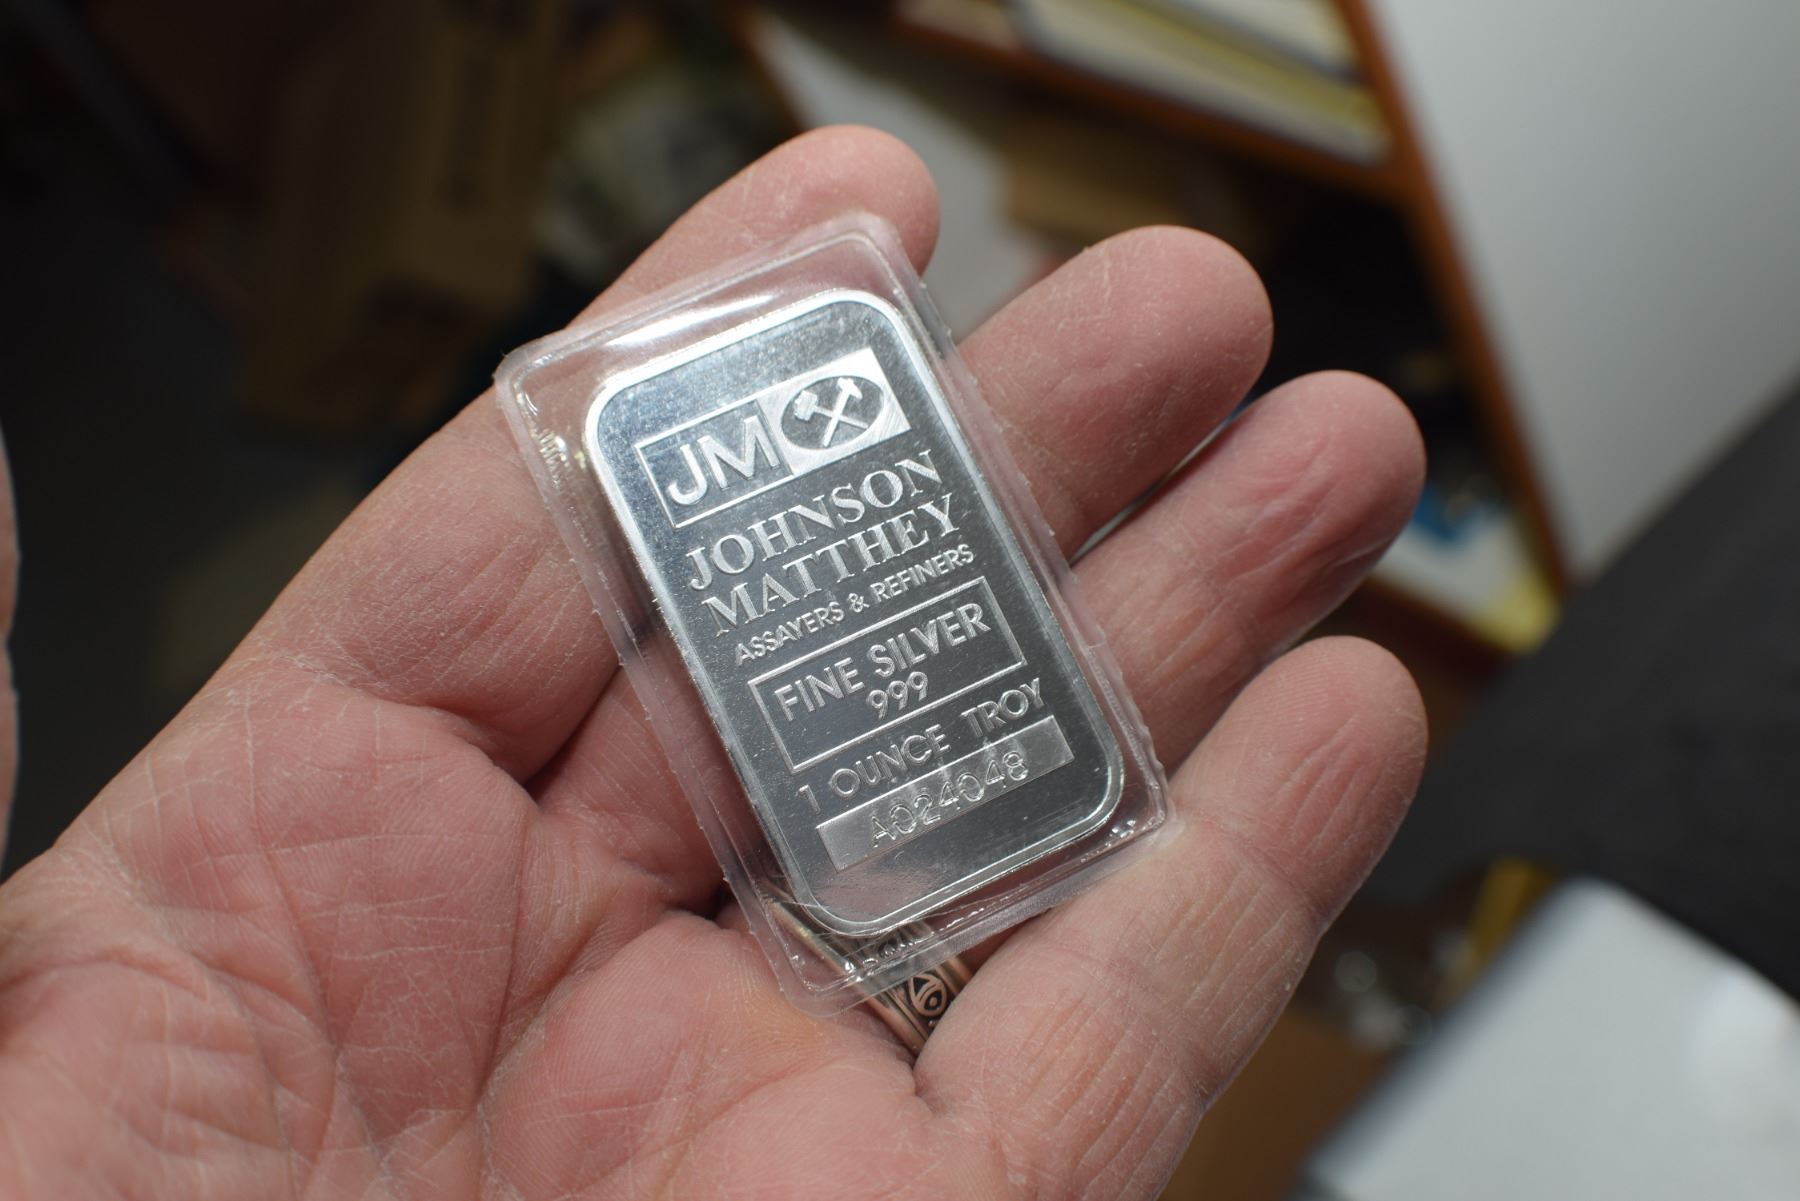 JM
JOHNSON
MATTHEY
ASSAYERS & REFINERS
FINE SILVER
999
1 OUNCE TROY
A024048